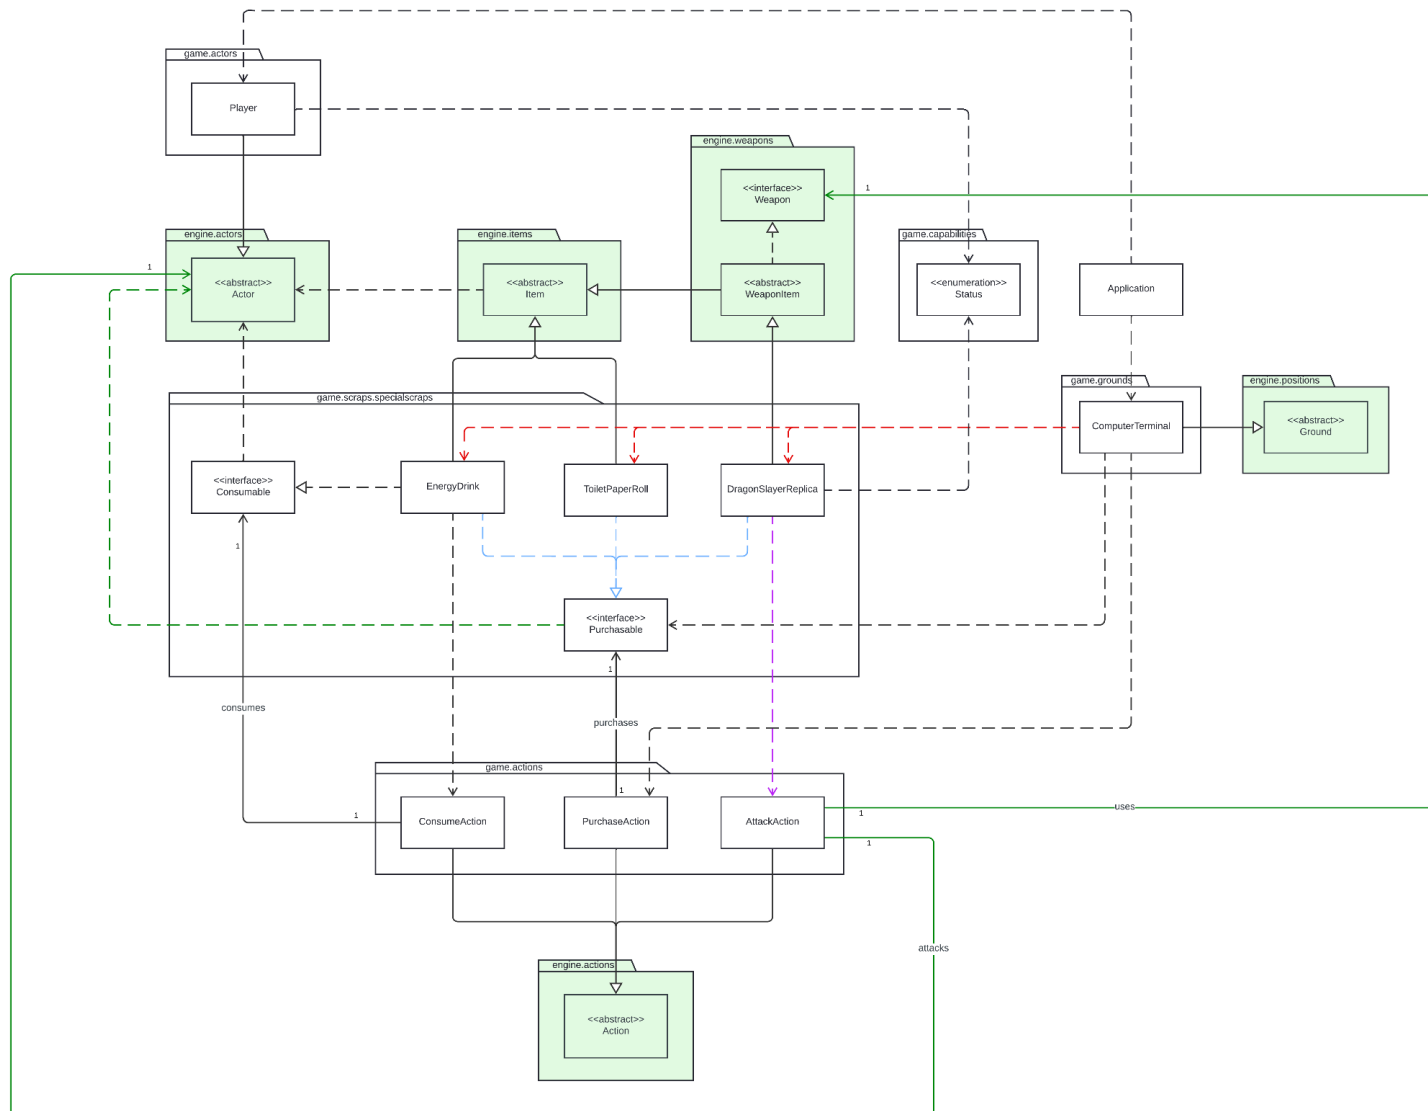 game.actors
Player
engine.weapons
<<interface>>
Weapon
1
engine.actors
engine.items
game.capabilities
1
<<abstract>>
Actor
<<abstract>>
Item
<<abstract>>
WeaponItem
<<enumeration>>
Status
Application
game.grounds
engine.positions
game.scraps.specialscraps
ComputerTerminal
<<abstract>>
Ground
<<interface>>
Consumable
EnergyDrink
ToiletPaperRoll
DragonSlayerReplica
1
<<interface>>
Purchasable
1
consumes
purchases
game.actions
1
1
ConsumeAction
PurchaseAction
AttackAction
uses
1
1
attacks
engine.actions
<<abstract>>
Action